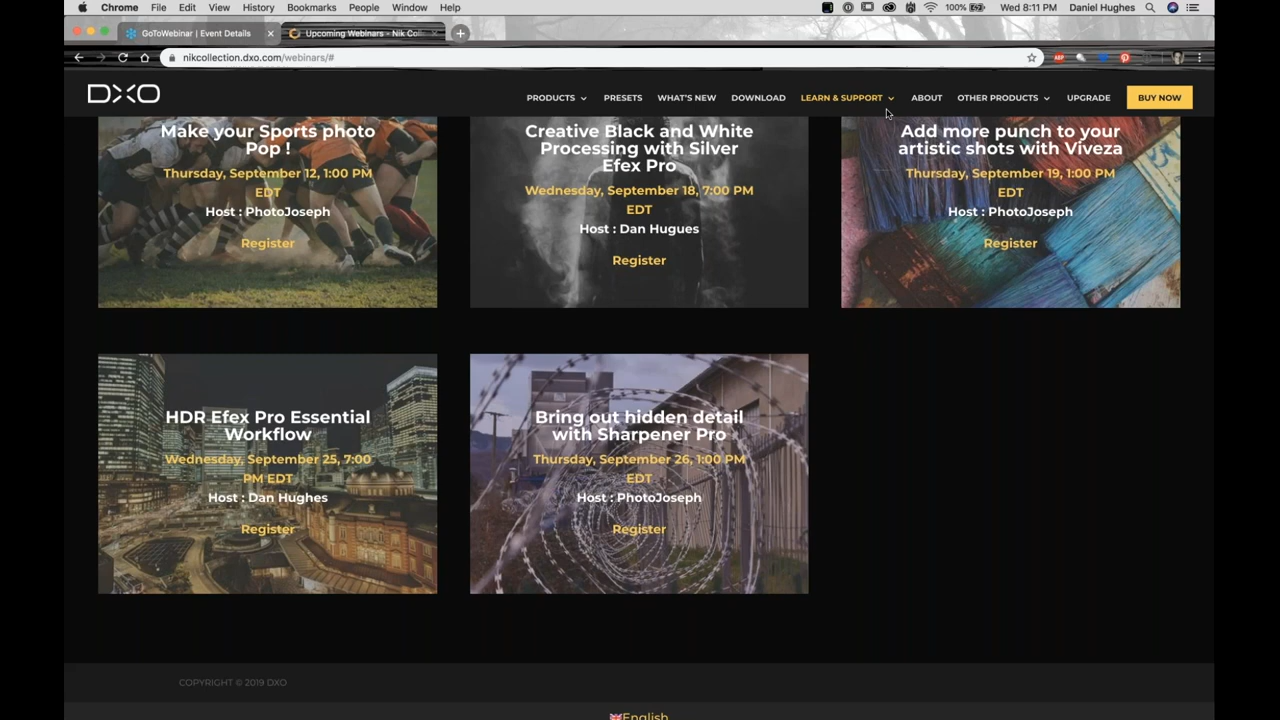 Chrome File Edit View History Bookmarks People Window Help 100% Wed 8:11 PM Daniel Hughes
GoToWebinar | Event Details
Upcoming Webinars - Nik Coll
nikcollection.dxo.com/webinars/#
DXO
PRODUCTS PRESETS WHAT'S NEW DOWNLOAD LEARN & SUPPORT ABOUT OTHER PRODUCTS UPGRADE BUY NOW
Make your Sports photo
Pop !
Thursday, September 12, 1:00 PM
EDT
Host : PhotoJoseph
Register
Creative Black and White
Processing with Silver
Efex Pro
Wednesday, September 18, 7:00 PM
EDT
Host : Dan Hugues
Register
Add more punch to your
artistic shots with Viveza
Thursday, September 19, 1:00 PM
EDT
Host : PhotoJoseph
Register
HDR Efex Pro Essential
Workflow
Wednesday, September 25, 7:00
PM EDT
Host : Dan Hughes
Register
Bring out hidden detail
with Sharpener Pro
Thursday, September 26, 1:00 PM
EDT
Host : PhotoJoseph
Register
COPYRIGHT © 2019 DXO
English